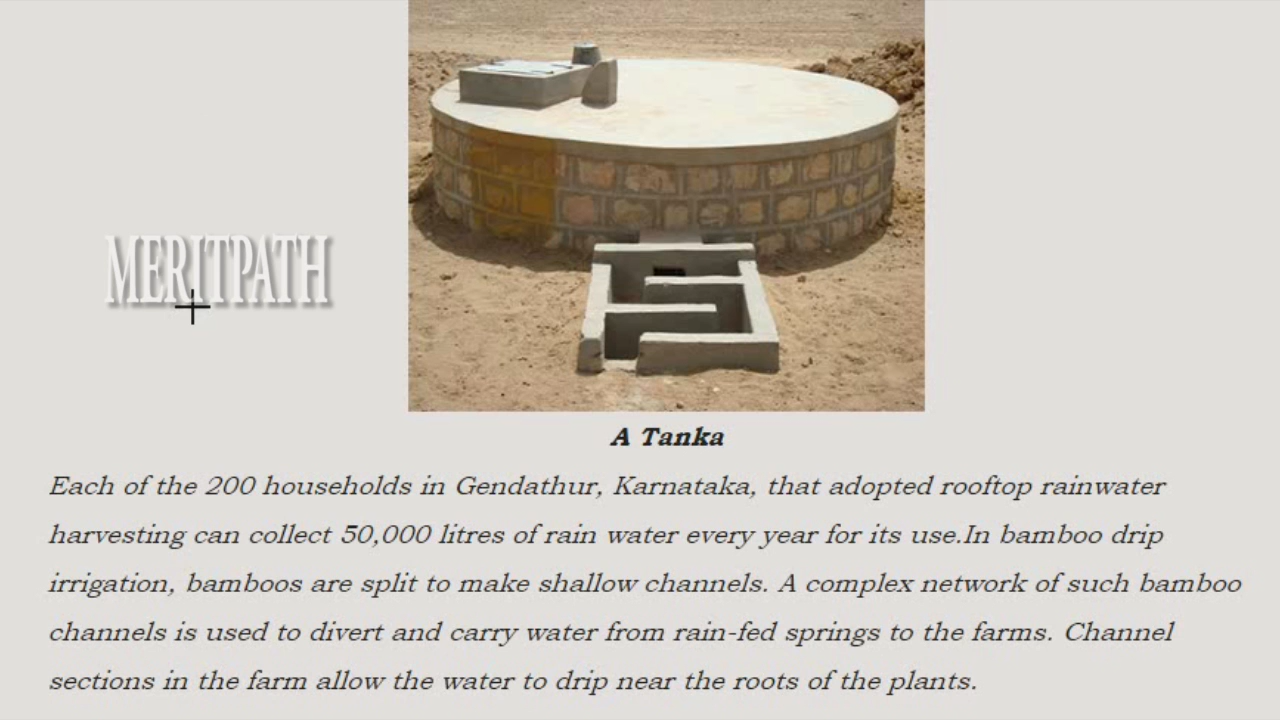 MERITPATH
A Tanka
Each of the 200 households in Gendathur, Karnataka, that adopted rooftop rainwater
harvesting can collect 50,000 litres of rain water every year for its use.In bamboo drip
irrigation, bamboos are split to make shallow channels. A complex network of such bamboo
channels is used to divert and carry water from rain-fed springs to the farms. Channel
sections in the farm allow the water to drip near the roots of the plants.